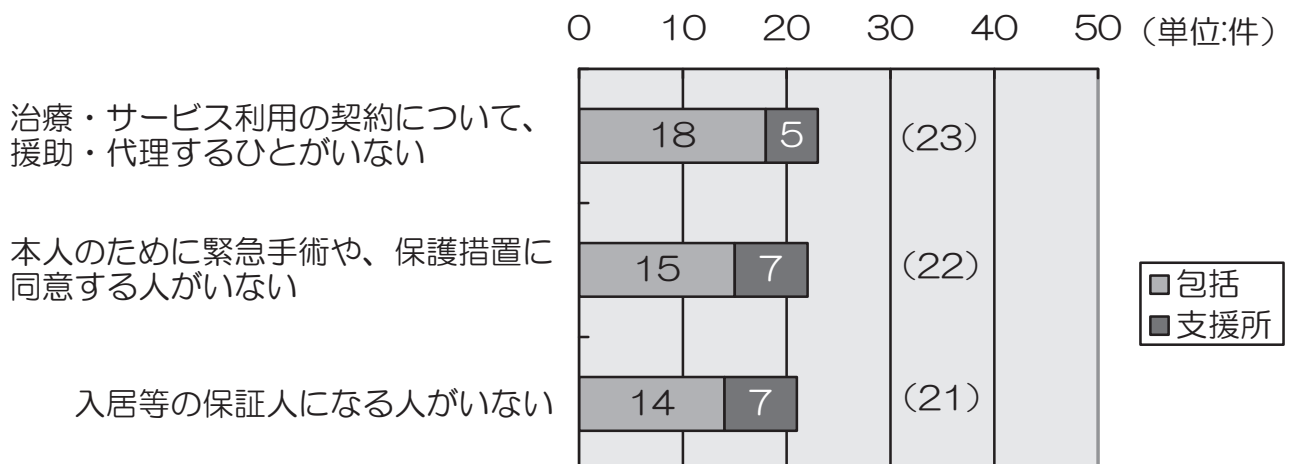 0 10 20 30 40 50 (単位:件)
治療・サービス利用の契約について、
援助・代理するひとがいない
18 5 (23)
本人のために緊急手術や、保護措置に
同意する人がいない
15 7 (22)
入居等の保証人になる人がいない
14 7 (21)
包括
支援所